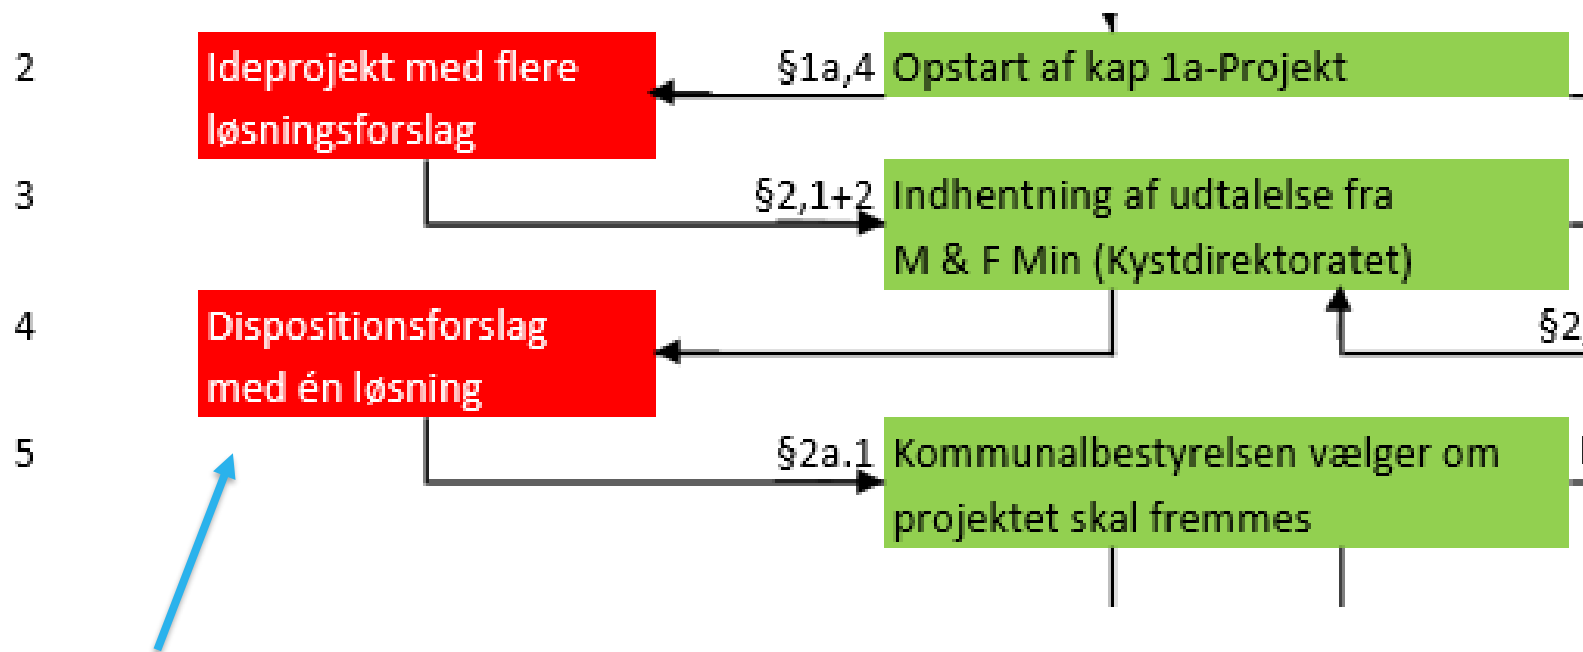 2
Ideprojekt med flere
løsningsforslag
§1a,4
Opstart af kap 1a-Projekt
3
§2,1+2
Indhentning af udtalelse fra
M & F Min (Kystdirektoratet)
4
Dispositionsforslag
med én løsning
§2,
5
§2a.1
Kommunalbestyrelsen vælger om
projektet skal fremmes